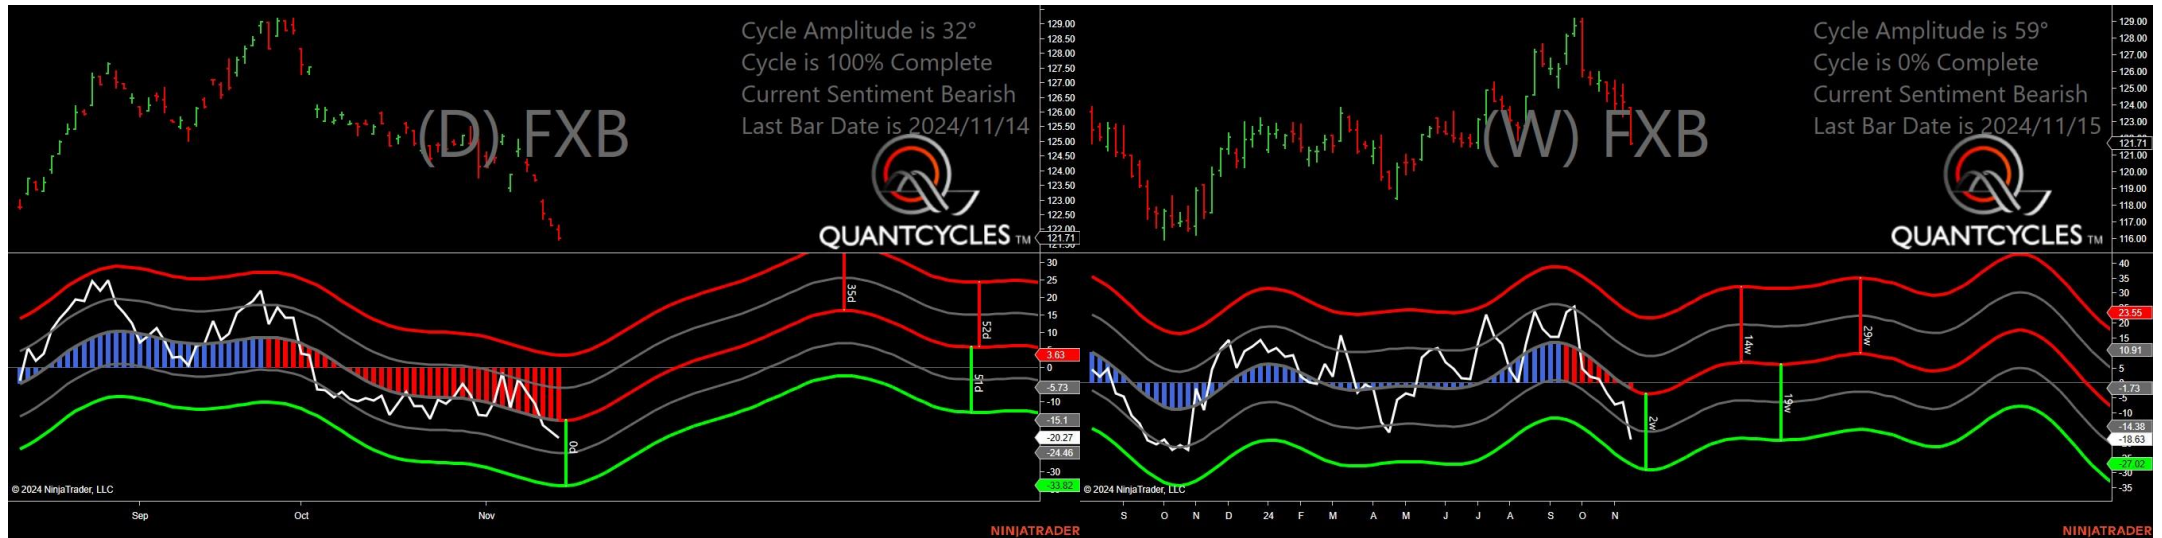 Cycle Amplitude is 32°
Cycle is 100% Complete
Current Sentiment Bearish
Last Bar Date is 2024/11/14
(D) FXB
QUANTCYCLES TM
129.00
128.50
128.00
127.50
127.00
126.50
126.00
125.50
125.00
124.50
124.00
123.50
123.00
122.50
122.00
121.71
30
25
20
15
10
5
3.63
0
-5.73
-10
-15.1
-20.27
-24.46
-30
-33.82
35d
52d
51d
0d
© 2024 NinjaTrader, LLC
Sep Oct Nov
NINJATRADER
Cycle Amplitude is 59°
Cycle is 0% Complete
Current Sentiment Bearish
Last Bar Date is 2024/11/15
(W) FXB
QUANTCYCLES TM
129.00
128.00
127.00
126.00
125.00
124.00
123.00
121.71
121.00
120.00
119.00
118.00
117.00
116.00
40
35
30
23.55
20
15
10.91
5
0
-1.73
-5
-10
-14.38
-18.63
-27.02
-30
-35
14w
29w
2w
19w
© 2024 NinjaTrader, LLC
S O N D 24 F M A M J J A S O N
NINJATRADER